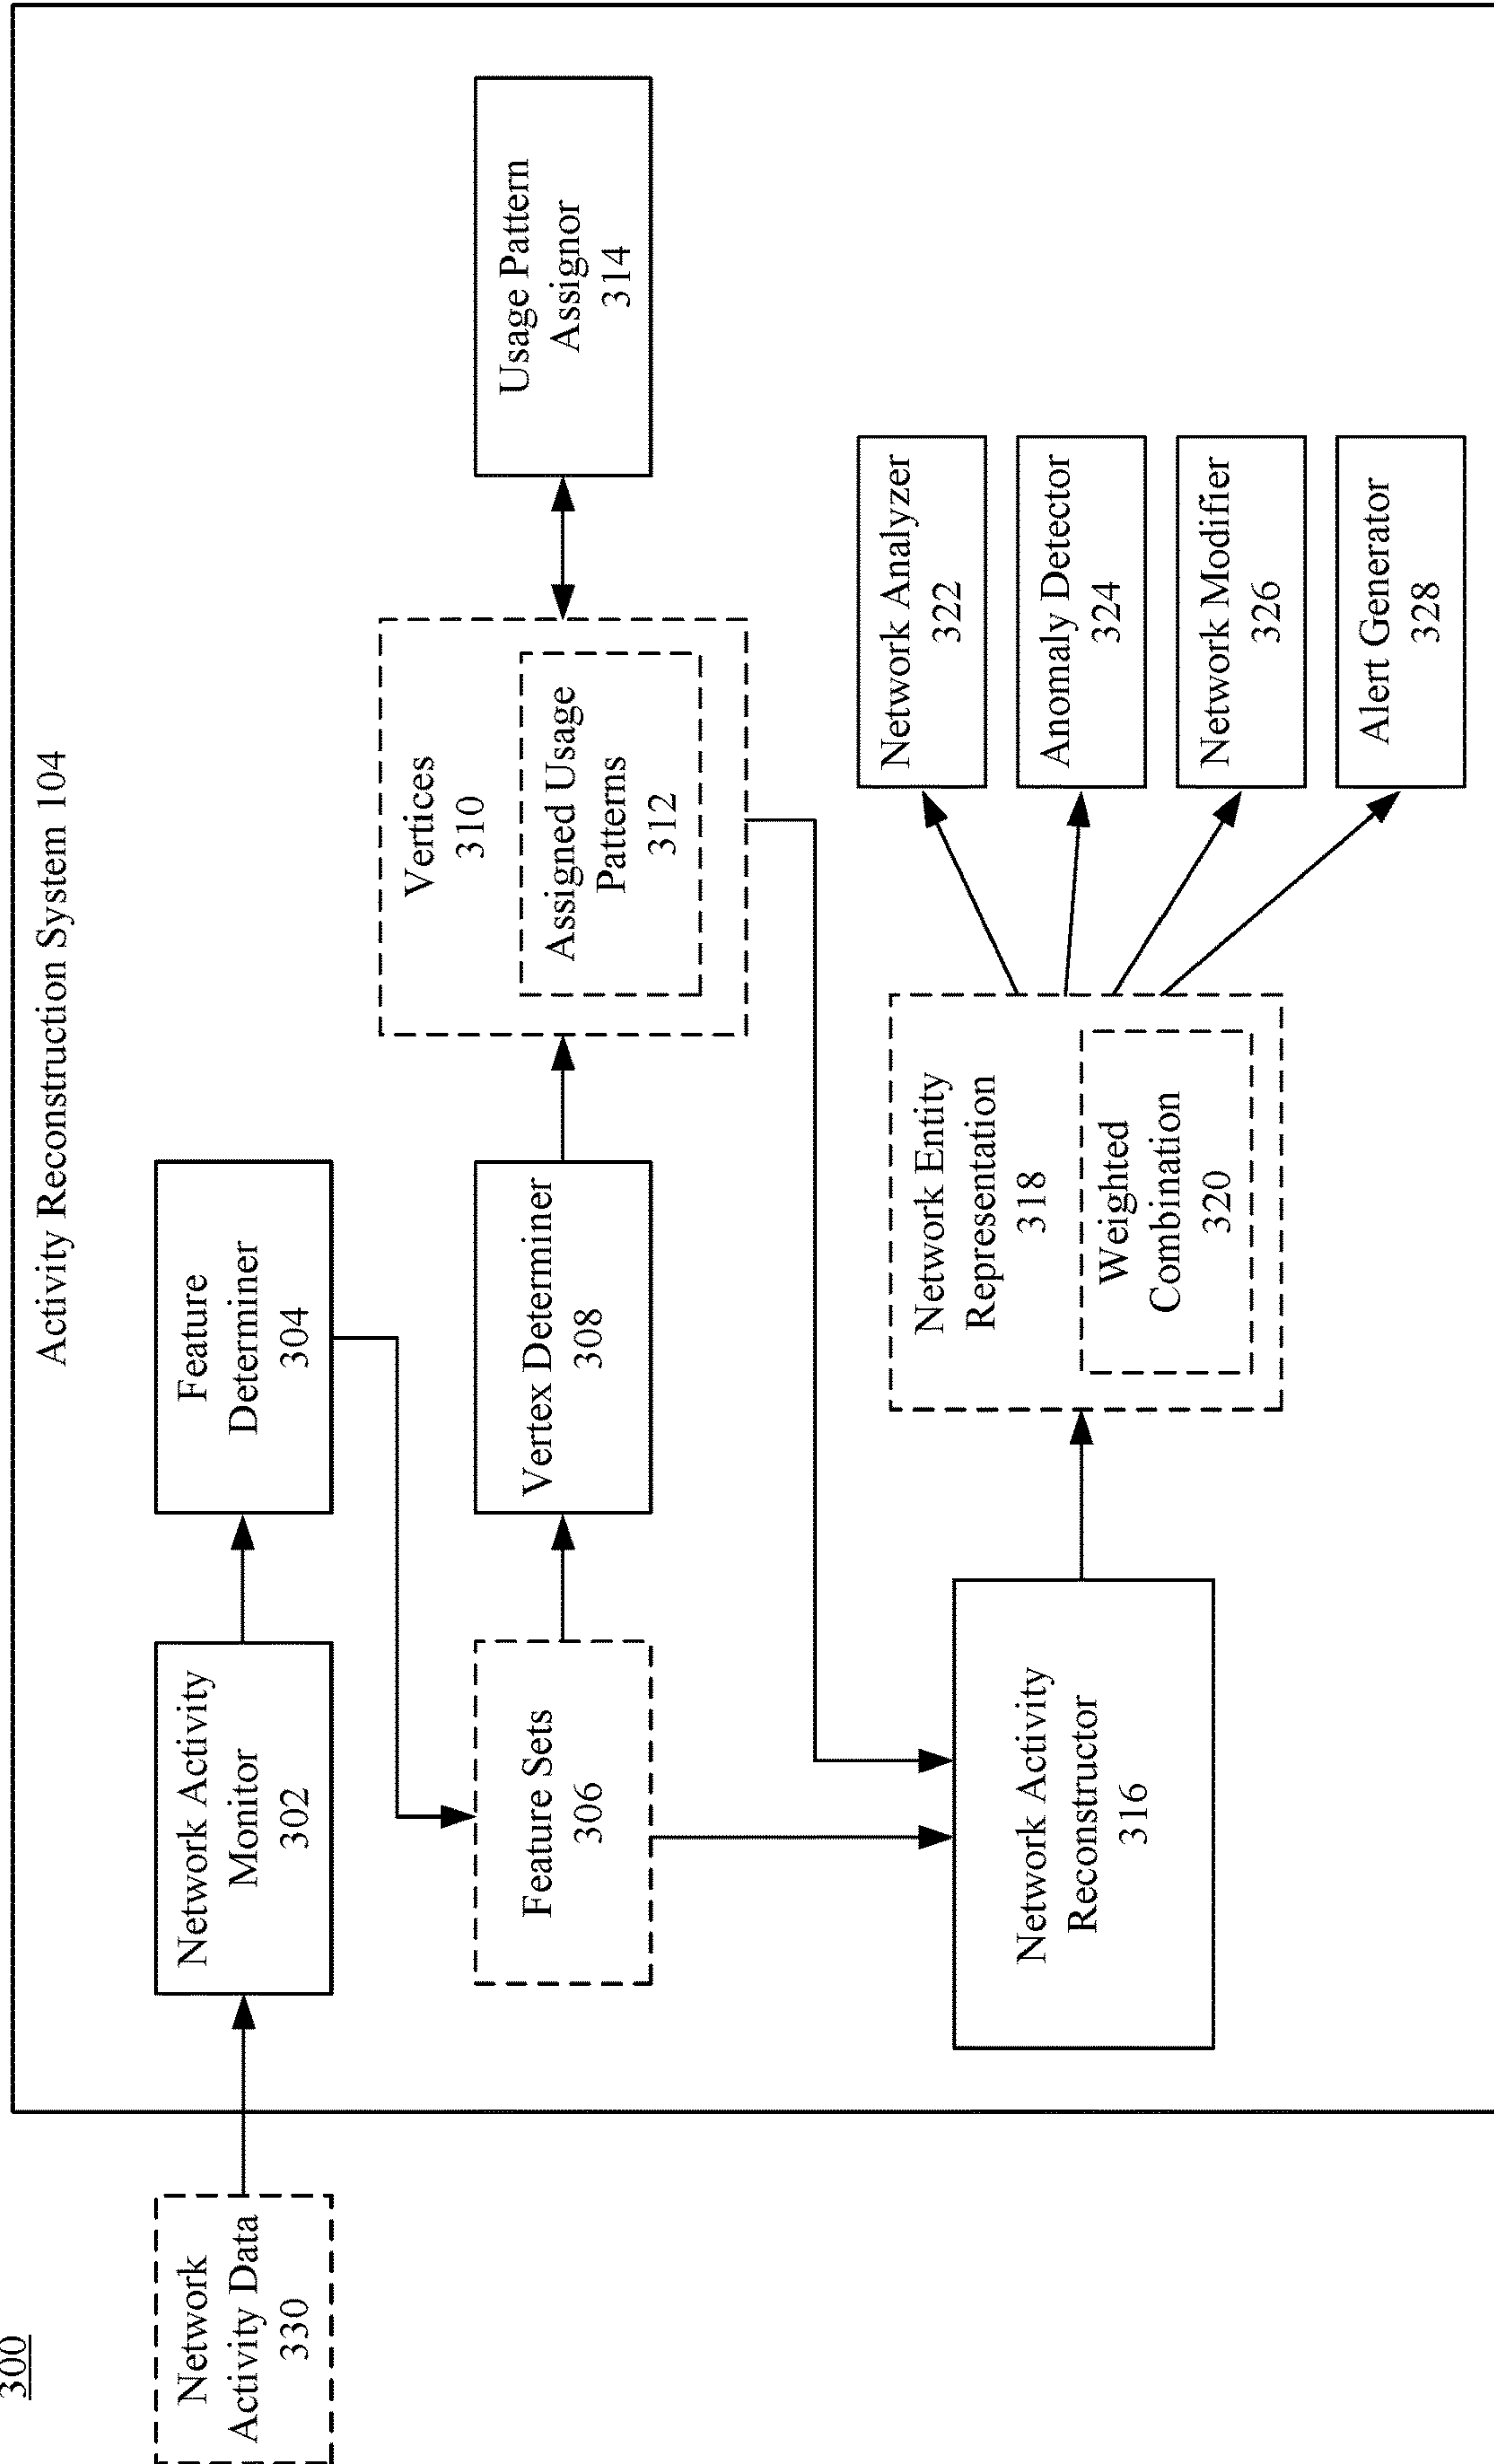 300
Activity Reconstruction System 104
Network
Activity Data
330
Network Activity
Monitor
302
Feature
Determiner
304
Feature Sets
306
Vertex Determiner
308
Vertices
310
Assigned Usage
Patterns
312
Usage Pattern
Assignor
314
Network Activity
Reconstructor
316
Network Entity
Representation
318
Weighted
Combination
320
Network Analyzer
322
Anomaly Detector
324
Network Modifier
326
Alert Generator
328